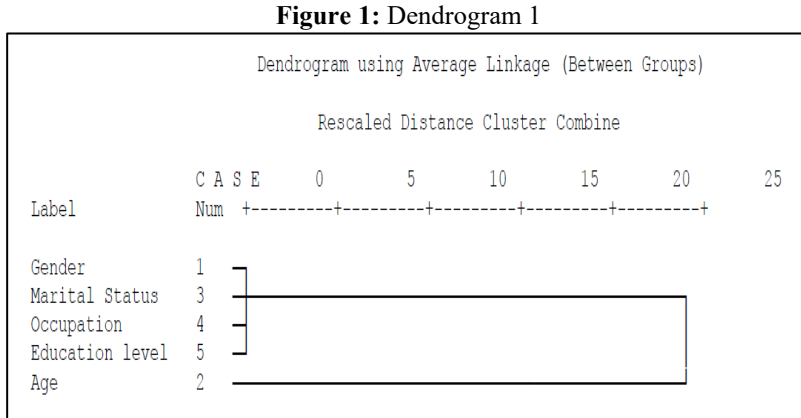 Figure 1: Dendrogram 1
Dendrogram using Average Linkage (Between Groups)
Rescaled Distance Cluster Combine
C A S E 0 5 10 15 20 25
Label Num +---------+---------+---------+---------+---------+
Gender 1
Marital Status 3
Occupation 4
Education level 5
Age 2